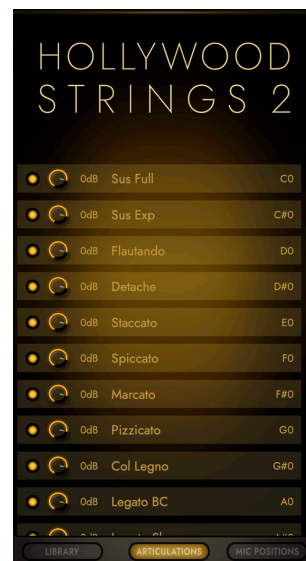 HOLLYWOOD
STRINGS 2
0dB Sus Full C0
0dB Sus Exp C#0
0dB Flautando D0
0dB Detache D#0
0dB Staccato E0
0dB Spiccato F0
0dB Marcato F#0
0dB Pizzicato G0
0dB Col Legno G#0
0dB Legato BC A0
LIBRARY ARTICULATIONS MIC POSITIONS